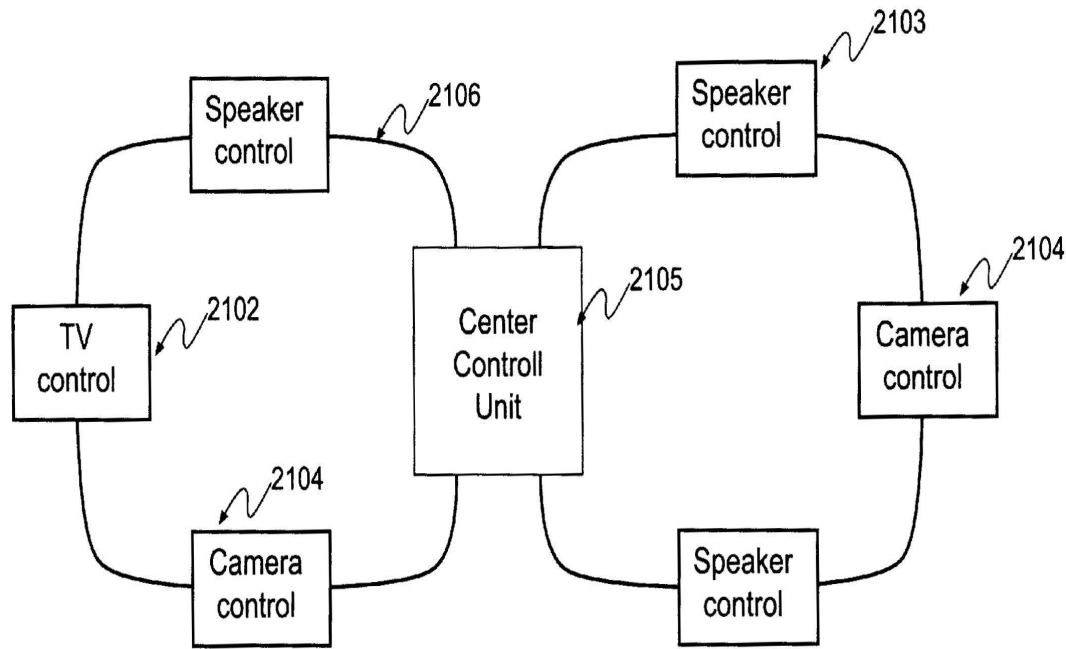 2103
Speaker
control
2106
Speaker
control
2104
2105
2102
TV
control
Center
Controll
Unit
Camera
control
2104
Camera
control
Speaker
control